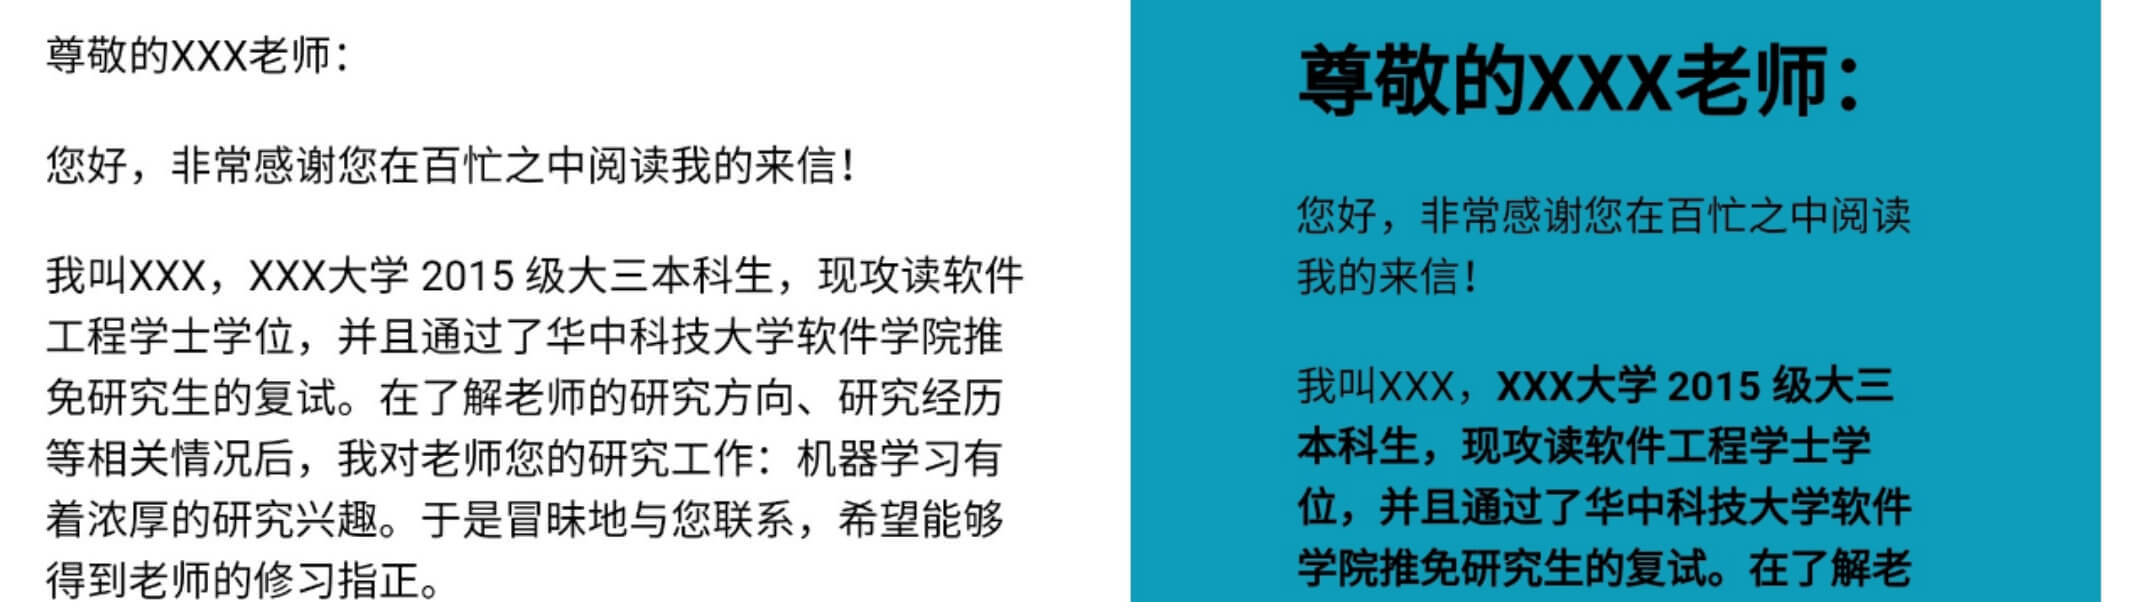 尊敬的XXX老师：
您好，非常感谢您在百忙之中阅读我的来信！
我叫XXX，XXX大学 2015 级大三本科生，现攻读软件
工程学士学位，并且通过了华中科技大学软件学院推
免研究生的复试。在了解老师的研究方向、研究经历
等相关情况后，我对老师您的研究工作：机器学习有
着浓厚的研究兴趣。于是冒昧地与您联系，希望能够
得到老师的修习指正。
尊敬的XXX老师：
您好，非常感谢您在百忙之中阅读
我的来信！
我叫XXX，XXX大学 2015 级大三
本科生，现攻读软件工程学士学
位，并且通过了华中科技大学软件
学院推免研究生的复试。在了解老